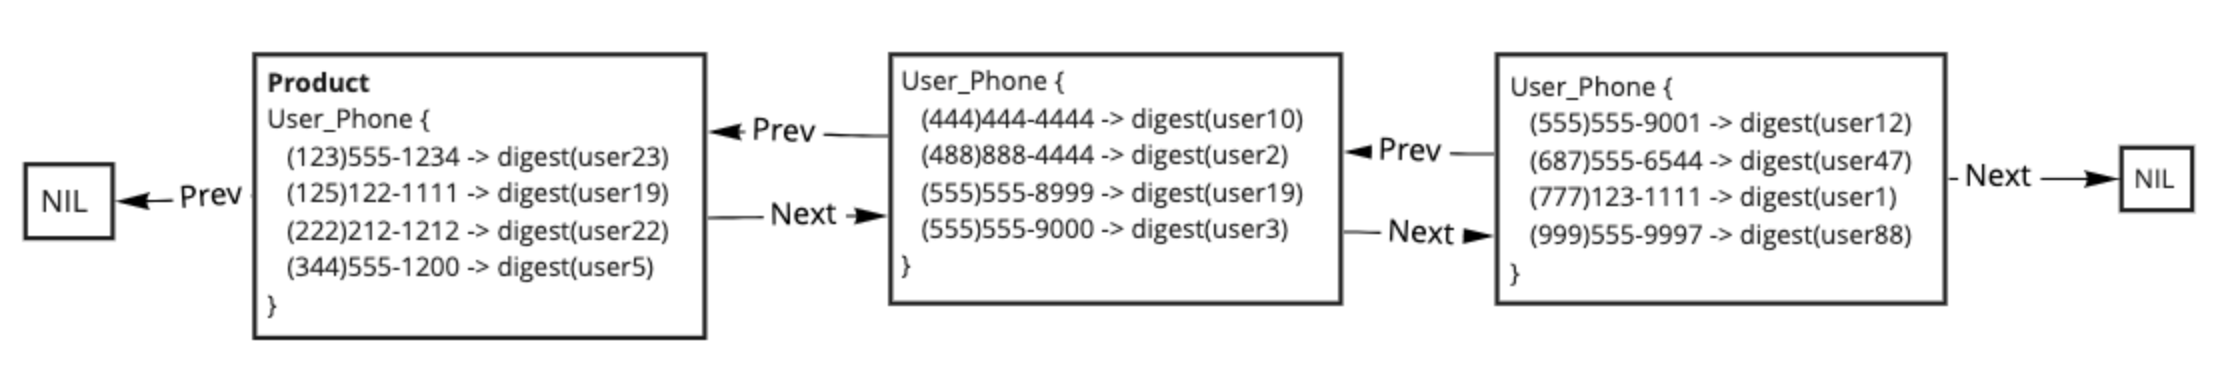 NIL
Prev
Product
User_Phone {
(123)555-1234 -> digest(user23)
(125)122-1111 -> digest(user19)
(222)212-1212 -> digest(user22)
(344)555-1200 -> digest(user5)
}
Prev
Next
User_Phone {
(444)444-4444 -> digest(user10)
(488)888-4444 -> digest(user2)
(555)555-8999 -> digest(user19)
(555)555-9000 -> digest(user3)
}
Prev
Next
User_Phone {
(555)555-9001 -> digest(user12)
(687)555-6544 -> digest(user47)
(777)123-1111 -> digest(user1)
(999)555-9997 -> digest(user88)
}
Next
NIL